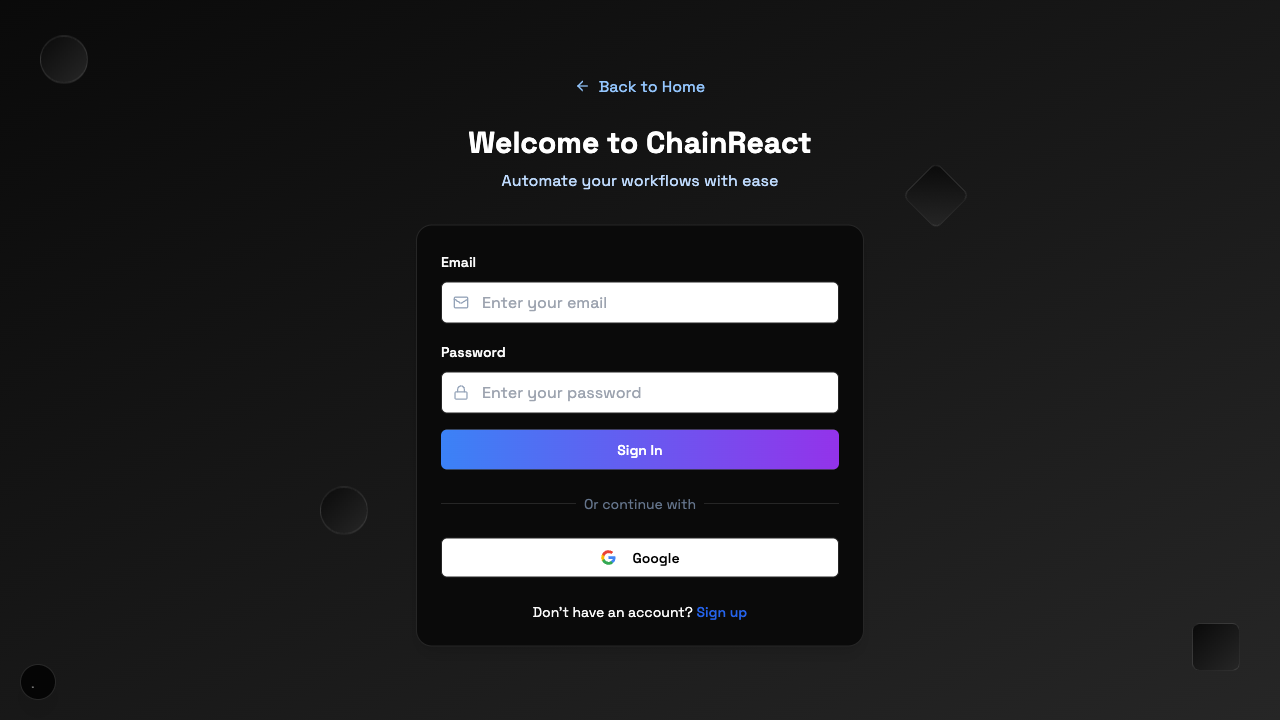 Back to Home
Welcome to ChainReact
Automate your workflows with ease
Email
Enter your email
Password
Enter your password
Sign In
Or continue with
Google
Don't have an account? Sign up